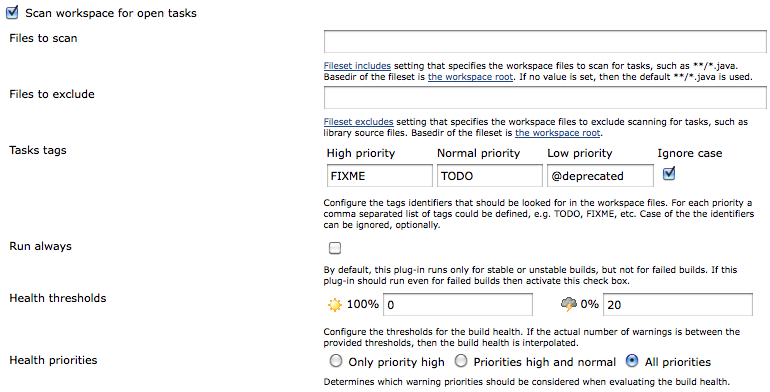 Scan workspace for open tasks
Files to scan
Fileset includes setting that specifies the workspace files to scan for tasks, such as **/*.java.
Basedir of the fileset is the workspace root. If no value is set, then the default **/*.java is used.
Files to exclude
Fileset excludes setting that specifies the workspace files to exclude scanning for tasks, such as
library source files. Basedir of the fileset is the workspace root.
Tasks tags
High priority Normal priority Low priority Ignore case
FIXME TODO @deprecated
Configure the tags identifiers that should be looked for in the workspace files. For each priority a
comma separated list of tags could be defined, e.g. TODO, FIXME, etc. Case of the the identifiers
can be ignored, optionally.
Run always
By default, this plug-in runs only for stable or unstable builds, but not for failed builds. If this
plug-in should run even for failed builds then activate this check box.
Health thresholds
100% 0 0% 20
Configure the thresholds for the build health. If the actual number of warnings is between the
provided thresholds, then the build health is interpolated.
Health priorities
Only priority high Priorities high and normal All priorities
Determines which warning priorities should be considered when evaluating the build health.